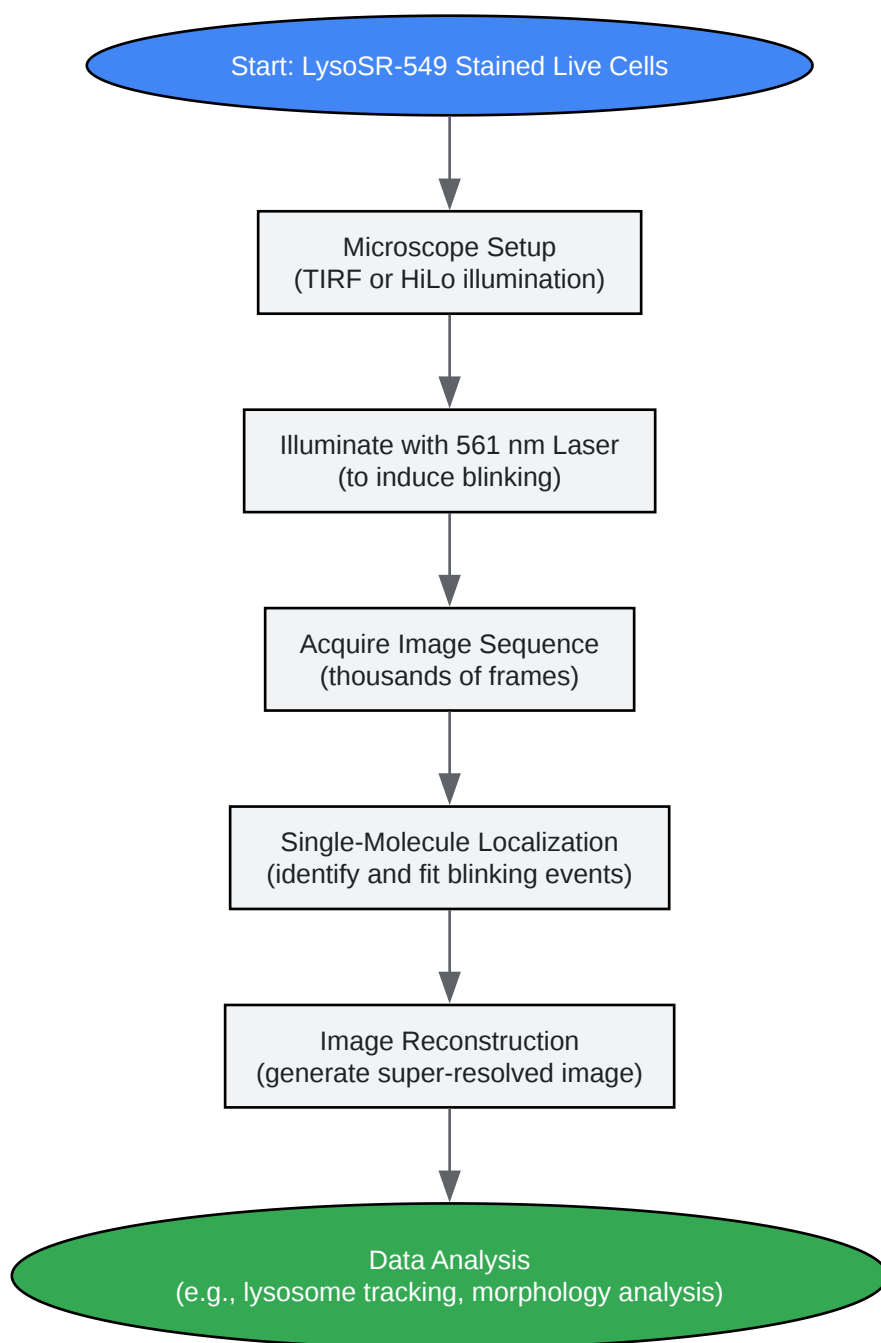 Start: LysoSR-549 Stained Live Cells
Microscope Setup
(TIRF or HiLo illumination)
Illuminate with 561 nm Laser
(to induce blinking)
Acquire Image Sequence
(thousands of frames)
Single-Molecule Localization
(identify and fit blinking events)
Image Reconstruction
(generate super-resolved image)
Data Analysis
(e.g., lysosome tracking, morphology analysis)